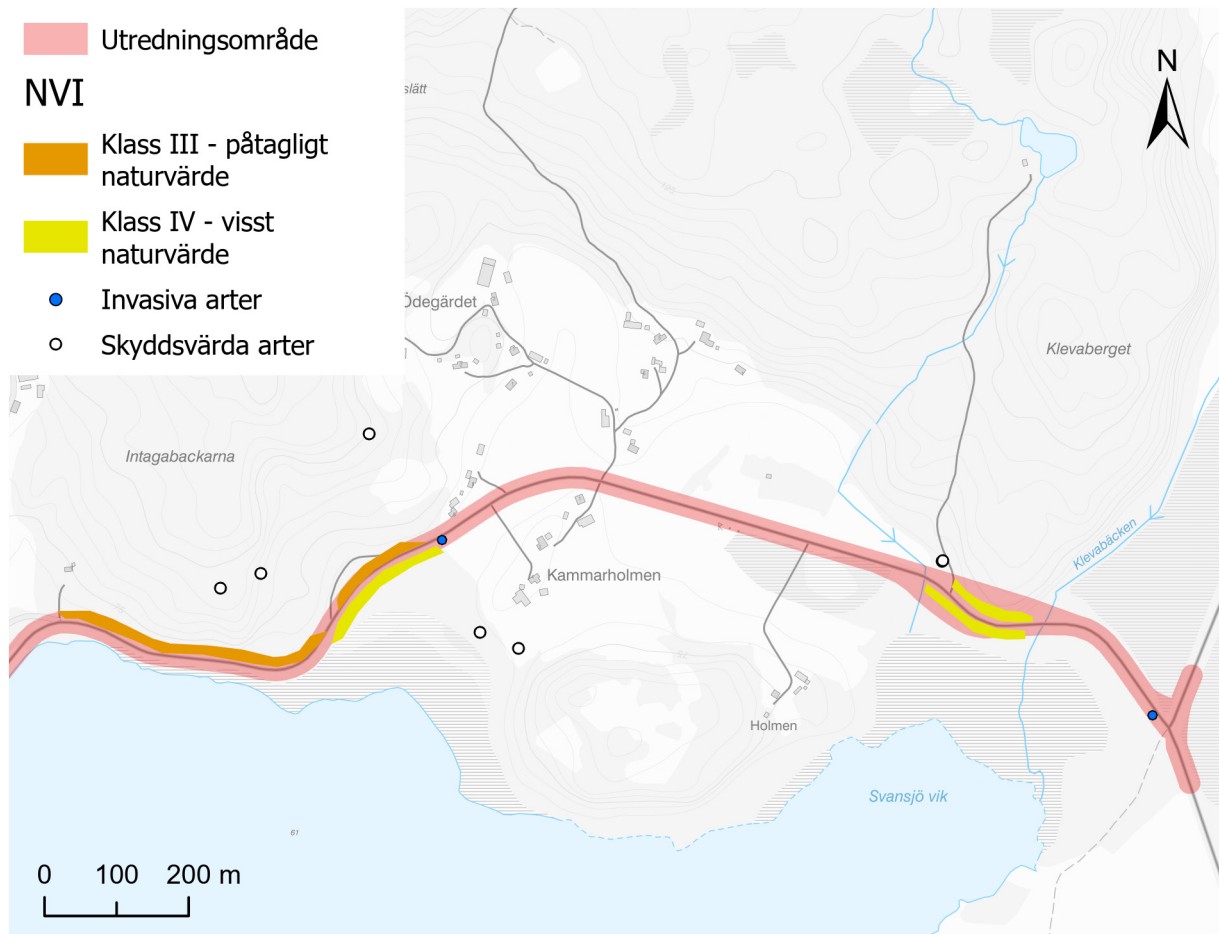 Utredningsområde
NVI
Klass III - påtagligt
naturvärde
Klass IV - visst
naturvärde
Invasiva arter
Skyddsvärda arter
N
slätt
Ödegärdet
Klevaberget
Intagabackarna
Klevabäcken
Kammarholmen
Holmen
Svansjö vik
61
0 100 200 m